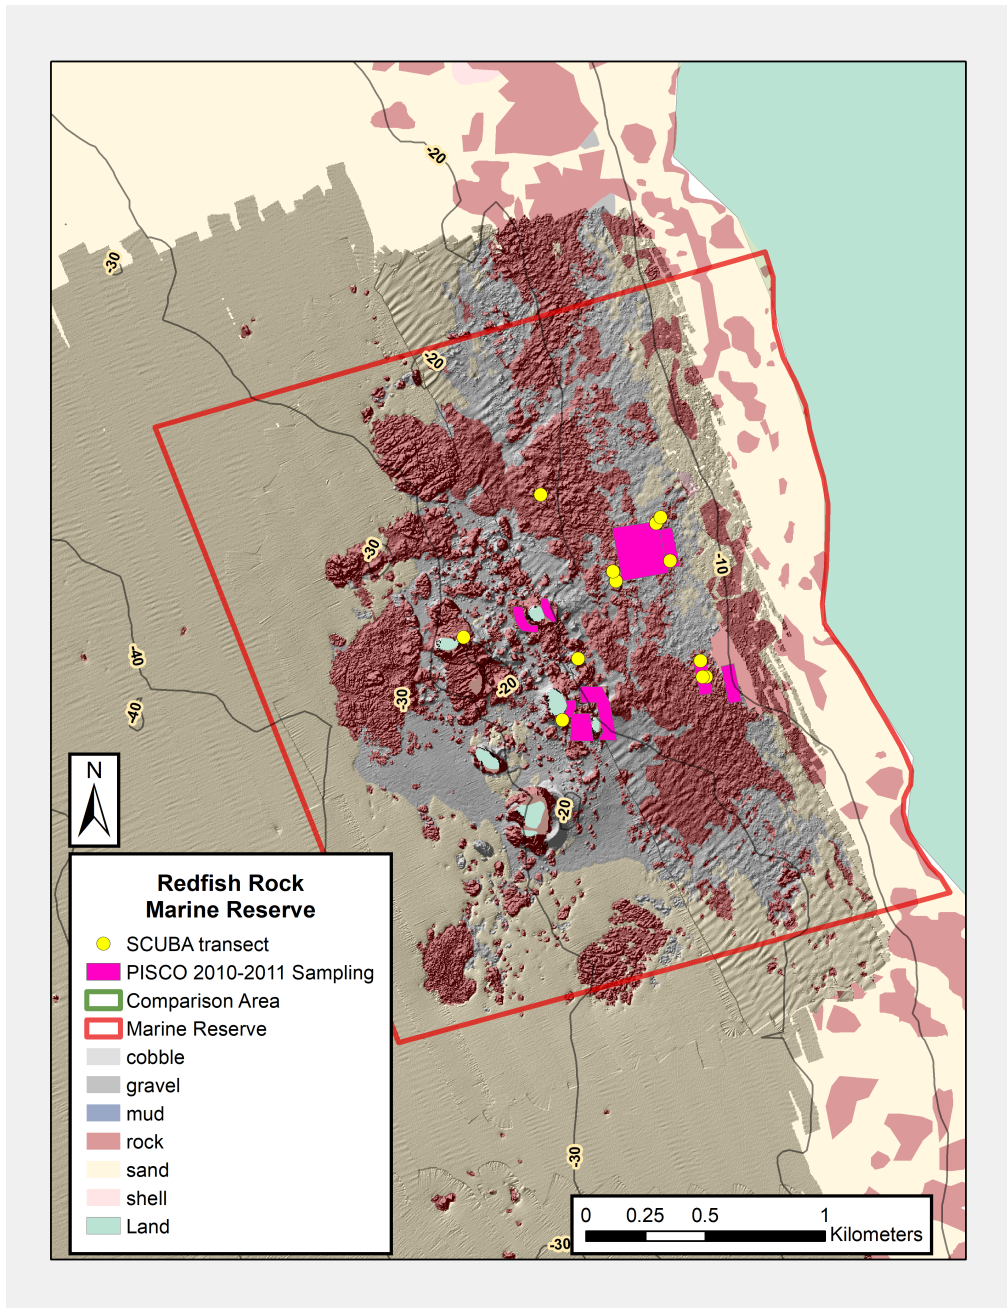 -20
-30
-20
-30
-10
-40
-20
-30
-40
-20
N
Redfish Rock
Marine Reserve
SCUBA transect
PISCO 2010-2011 Sampling
Comparison Area
Marine Reserve
cobble
gravel
mud
rock
sand
shell
Land
-30
0 0.25 0.5 1
Kilometers
-30